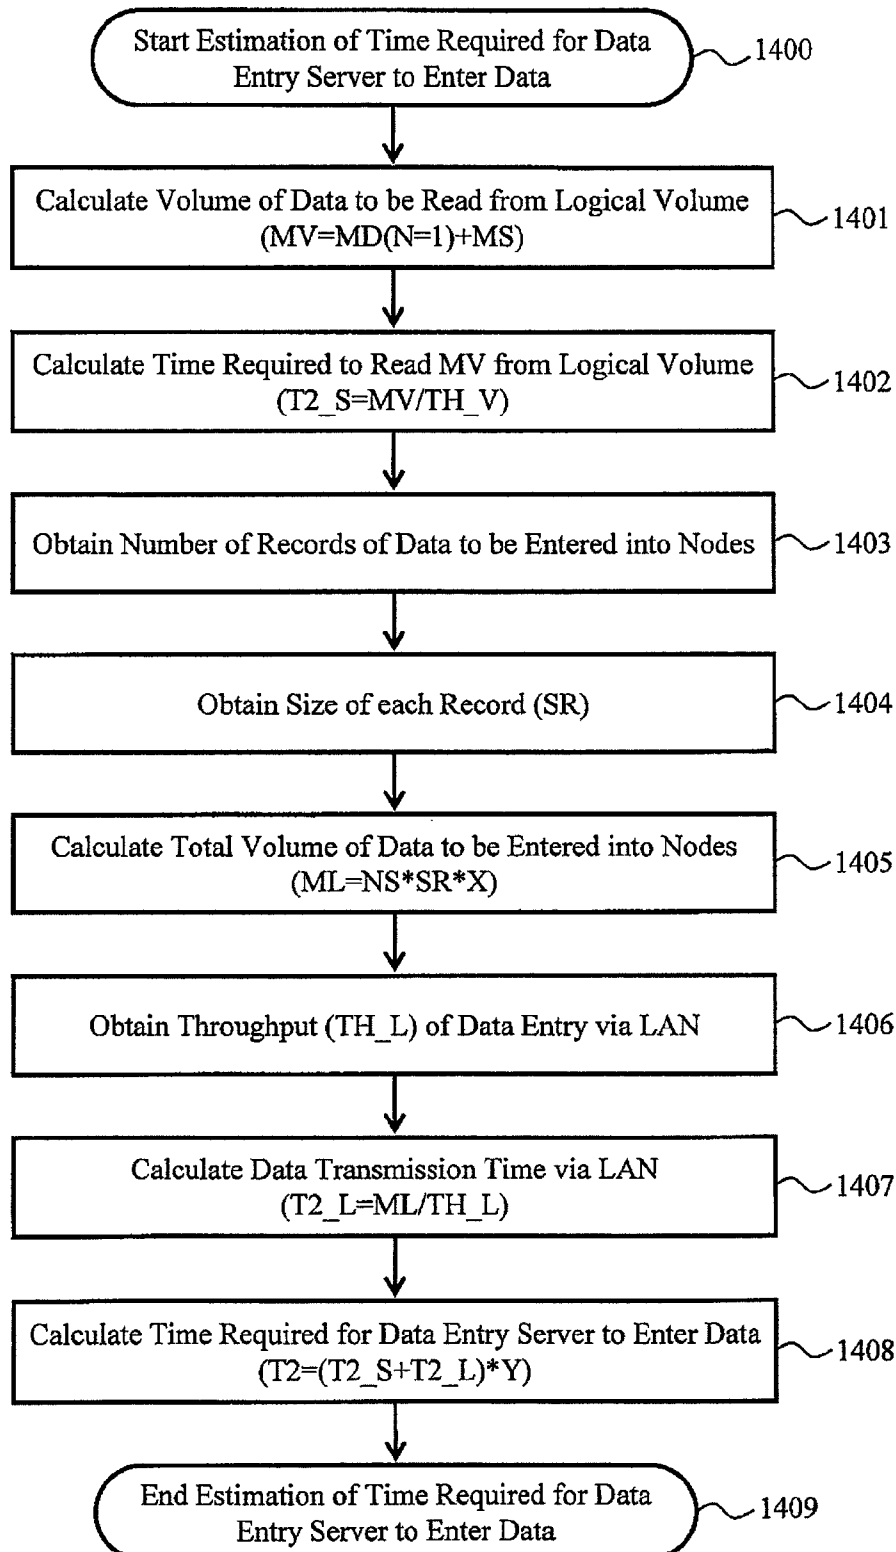 Start Estimation of Time Required for Data
Entry Server to Enter Data
1400
Calculate Volume of Data to be Read from Logical Volume
(MV=MD(N=1)+MS)
1401
Calculate Time Required to Read MV from Logical Volume
(T2_S=MV/TH_V)
1402
Obtain Number of Records of Data to be Entered into Nodes
1403
Obtain Size of each Record (SR)
1404
Calculate Total Volume of Data to be Entered into Nodes
(ML=NS*SR*X)
1405
Obtain Throughput (TH_L) of Data Entry via LAN
1406
Calculate Data Transmission Time via LAN
(T2_L=ML/TH_L)
1407
Calculate Time Required for Data Entry Server to Enter Data
(T2=(T2_S+T2_L)*Y)
1408
End Estimation of Time Required for Data
Entry Server to Enter Data
1409